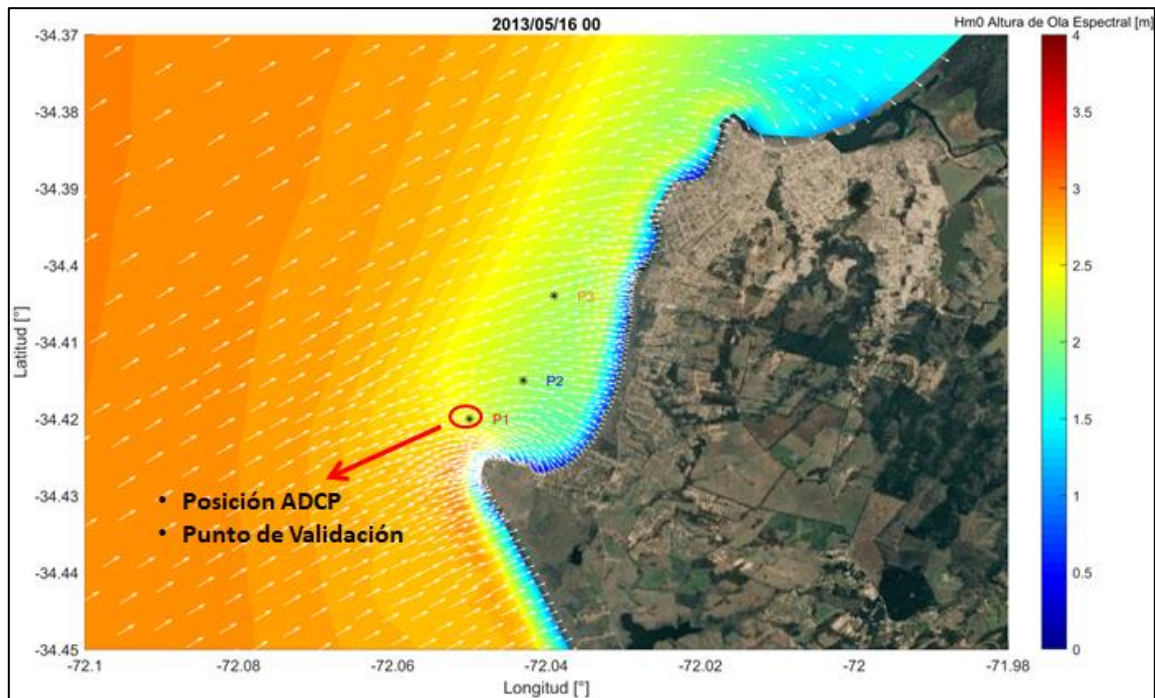 2013/05/16 00
Hm0 Altura de Ola Espectral [m]
-34.37
-34.38
-34.39
-34.4
-34.41
-34.42
-34.43
-34.44
-34.45
Latitud [°]
P3
P2
P1
• Posición ADCP
• Punto de Validación
4
3.5
3
2.5
2
1.5
1
0.5
0
-72.1 -72.08 -72.06 -72.04 -72.02 -72 -71.98
Longitud [°]